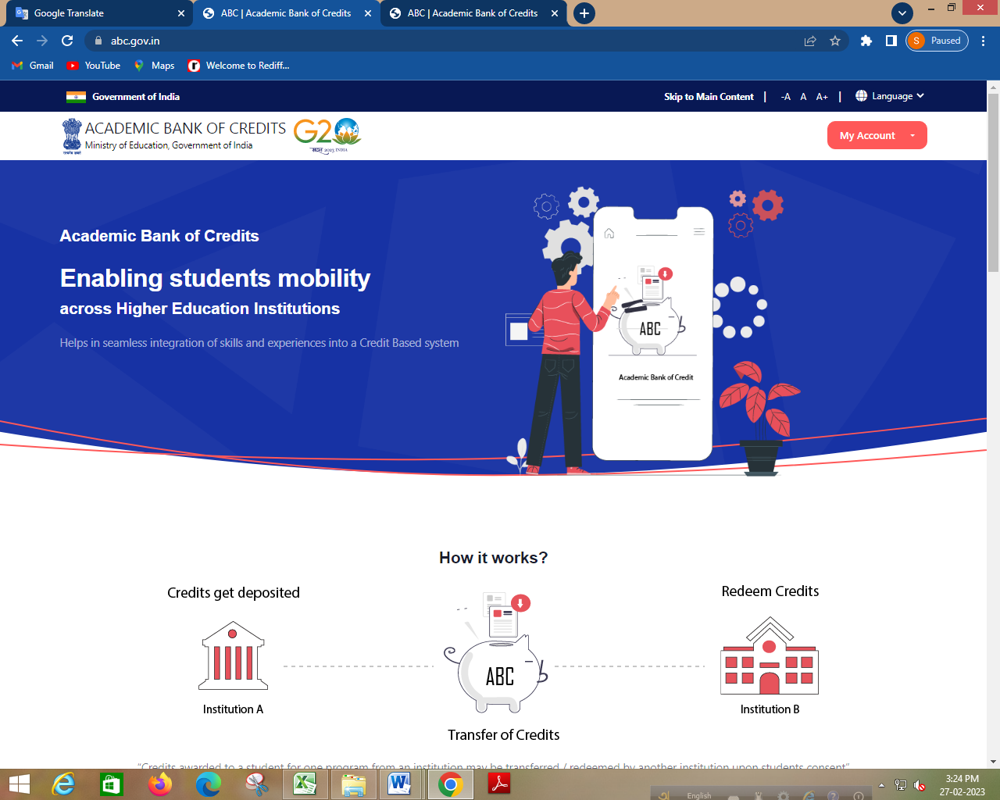 Google Translate
ABC | Academic Bank of Credits
ABC | Academic Bank of Credits
abc.gov.in
S
Paused
Gmail
YouTube
Maps
Welcome to Rediff...
Government of India
Skip to Main Content | -A A A+ | Language
ACADEMIC BANK OF CREDITS
Ministry of Education, Government of India
G20
2023 INDIA
My Account
Academic Bank of Credits
Enabling students mobility
across Higher Education Institutions
Helps in seamless integration of skills and experiences into a Credit Based system
ABC
Academic Bank of Credit
How it works?
Credits get deposited
Redeem Credits
ABC
Institution A
Institution B
Transfer of Credits
“Credits awarded to a student for one program from an institution may be transferred / redeemed by another institution upon students consent”
English
3:24 PM
27-02-2023